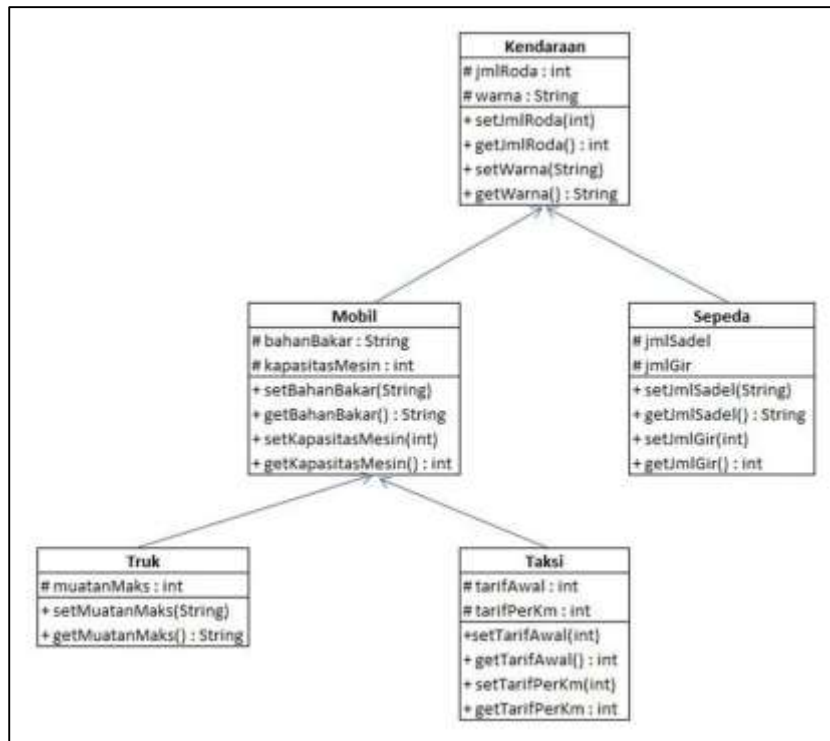 Kendaraan
# jmlRoda : int
# warna : String
+ setJmlRoda(int)
+ getJmlRoda() : int
+ setWarna(String)
+ getWarna() : String
Mobil
# bahanBakar : String
# kapasitasMesin : int
+ setBahanBakar(String)
+ getBahanBakar() : String
+ setKapasitasMesin(int)
+ getKapasitasMesin() : int
Sepeda
# jmlSadel
# jmlGir
+ setJmlSadel(String)
+ getJmlSadel() : String
+ setJmlGir(int)
+ getJmlGir() : int
Truk
# muatanMaks : int
+ setMuatanMaks(String)
+ getMuatanMaks() : String
Taksi
# tarifAwal : int
# tarifPerKm : int
+setTarifAwal(int)
+ getTarifAwal() : int
+ setTarifPerKm(int)
+ getTarifPerKm : int